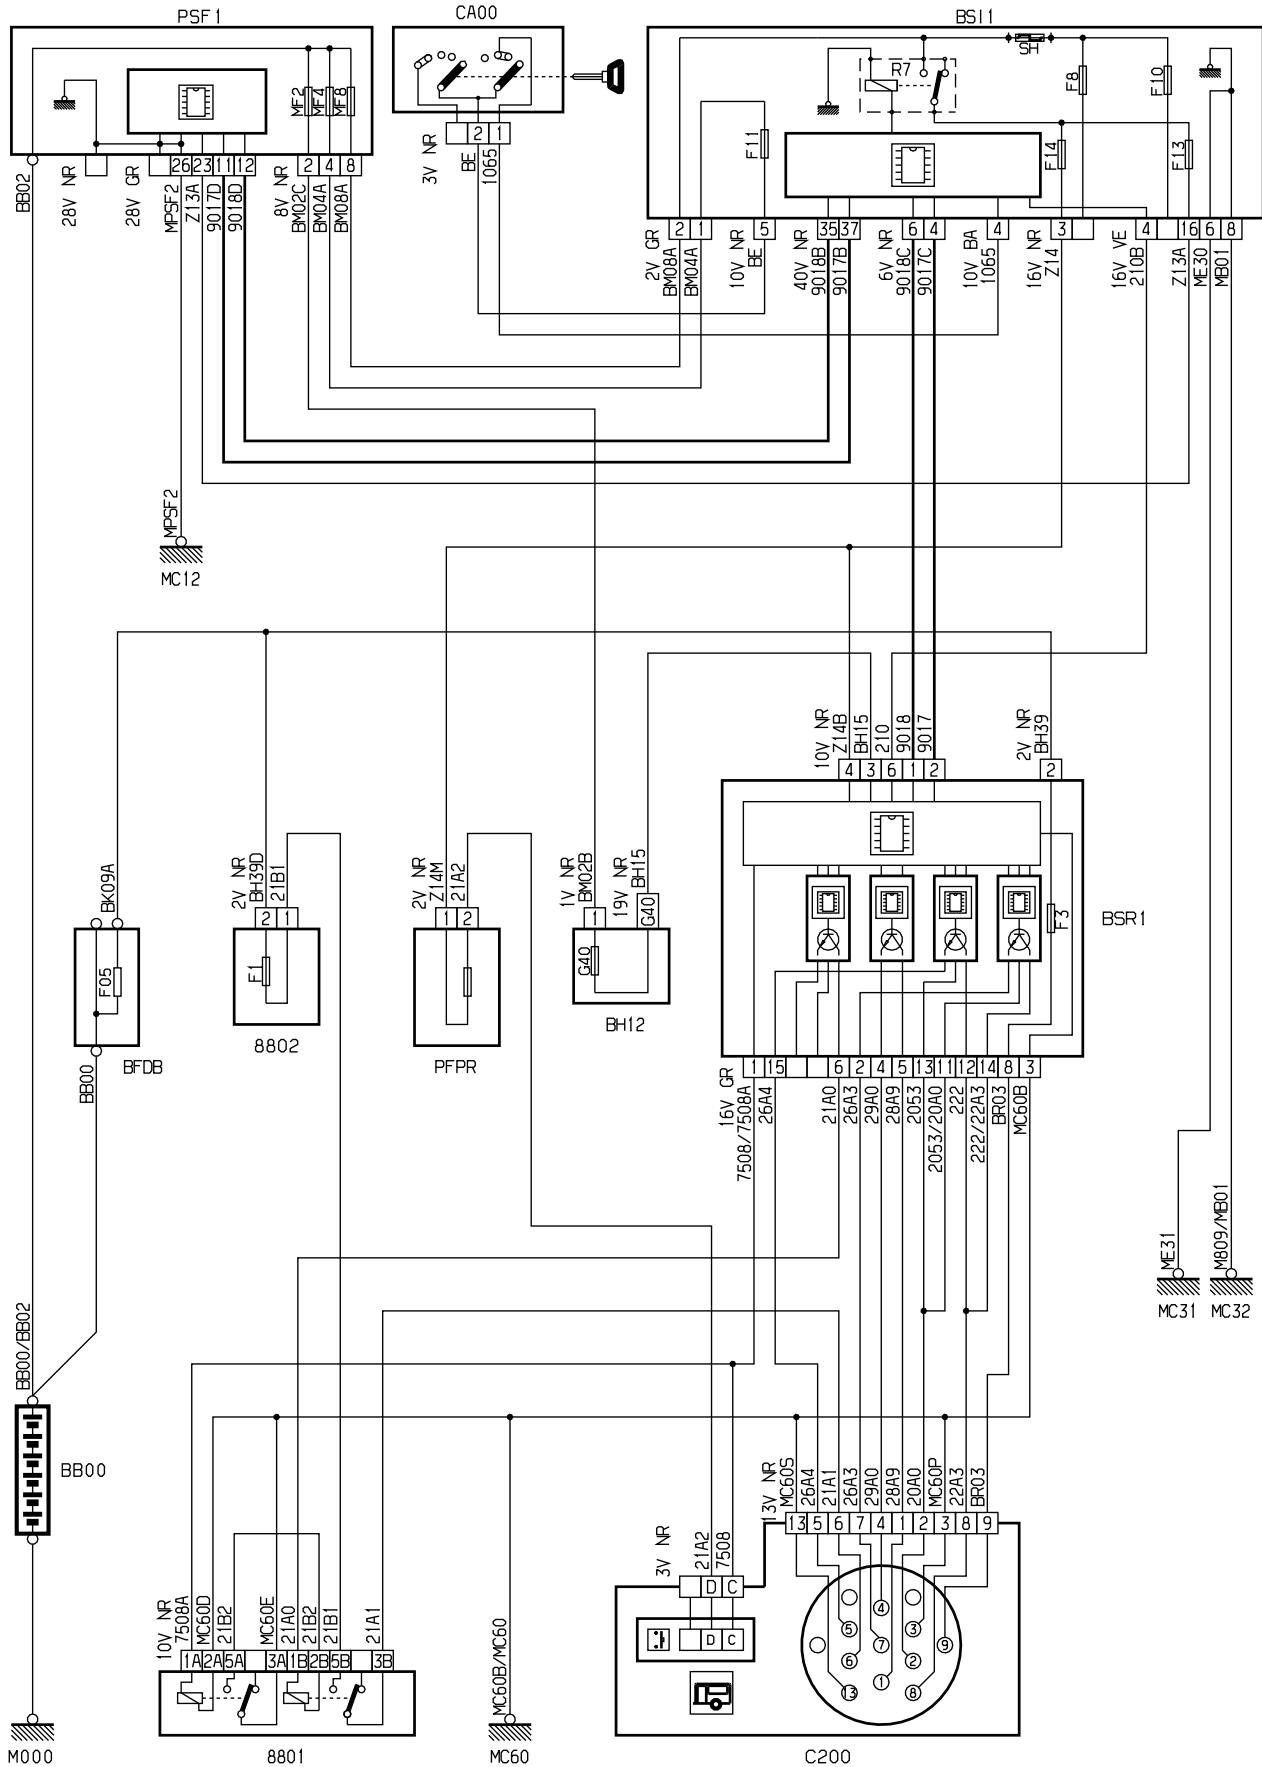 PSF1
CA00
BSI1
MF2
MF4
MF8
R7
SH
F8
F10
F11
F14
F13
26 23 11 12
2 4 8
2 1
2 1
5
35 37
6 4
4
3
4
16 6 8
BB02
28V NR
28V GR
MPSF2
Z13A
9017D
9018D
8V NR
BM02C
BM04A
BM08A
3V NR
BE
1065
2V GR
BM08A
BM04A
10V NR
BE
40V NR
9018B
9017B
6V NR
9018C
9017C
10V BA
1065
16V NR
Z14
16V VE
210B
Z13A
ME30
MB01
MPSF2
MC12
10V NR
Z14B
BH15
210
9018
9017
2V NR
BH39
4 3 6 1 2
2
BK09A
2V NR
BH39D
21B1
2V NR
Z14M
21A2
1V NR
BM02B
19V NR
BH15
2 1
1 2
1
G40
F05
F1
G40
F3
BSR1
BFDB
8802
PFPR
BH12
BB00
1 15 6 2 4 5 13 11 12 14 8 3
16V GR
7508/7508A
26A4
21A0
26A3
29A0
28A9
2053
2053/20A0
222
222/22A3
BR03
MC60B
ME31
M809/MB01
MC31
MC32
BB00/BB02
BB00
13V NR
MC60S
26A4
21A1
26A3
29A0
28A9
20A0
MC60P
22A3
BR03
13 5 6 7 4 1 2 3 8 9
3V NR
21A2
7508
D C
D C
4
5
3
7
9
6
2
1
13
8
10V NR
7508A
MC60D
21B2
MC60E
21A0
21B2
21B1
21A1
1A 2A 5A 3A 1B 2B 5B 3B
MC60B/MC60
M000
8801
MC60
C200